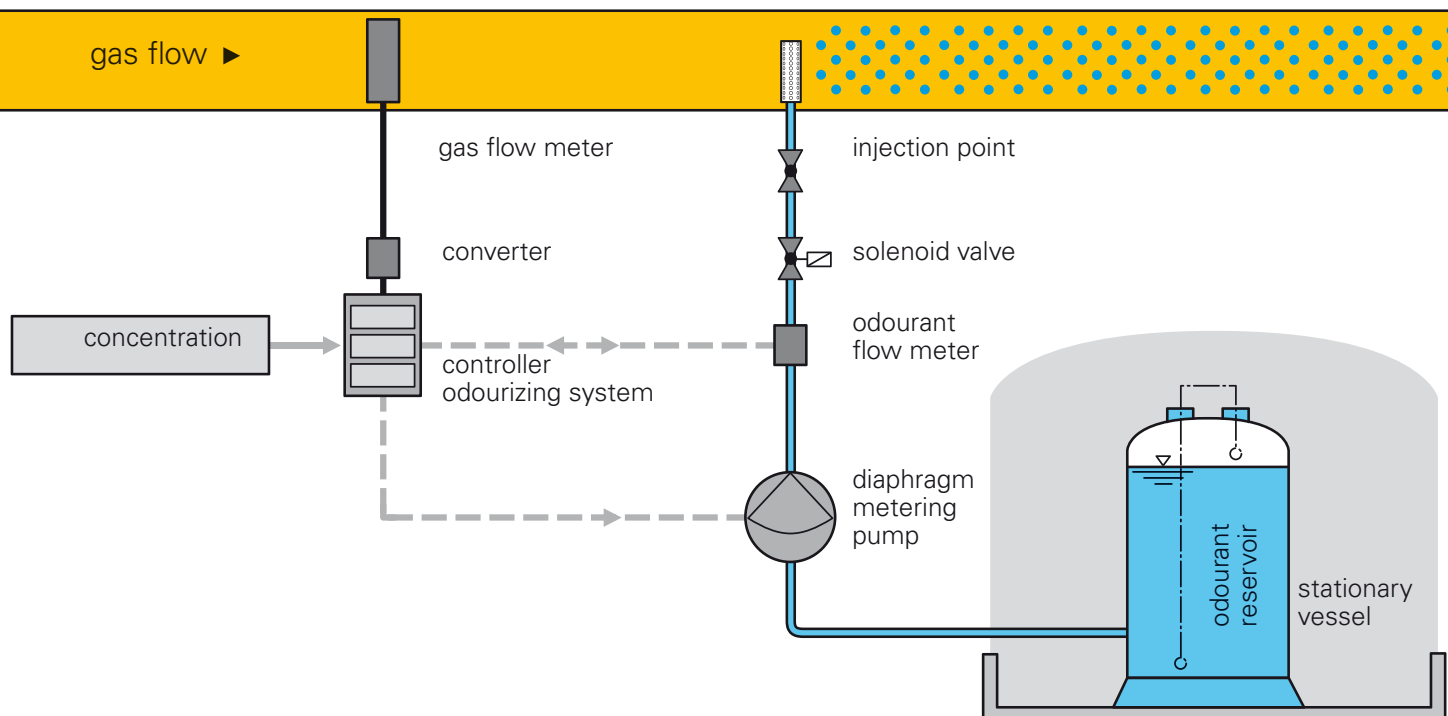 gas flow ►
gas flow meter
injection point
converter
solenoid valve
concentration
odourant
flow meter
controller
odourizing system
diaphragm
metering
pump
odourant
reservoir
stationary
vessel